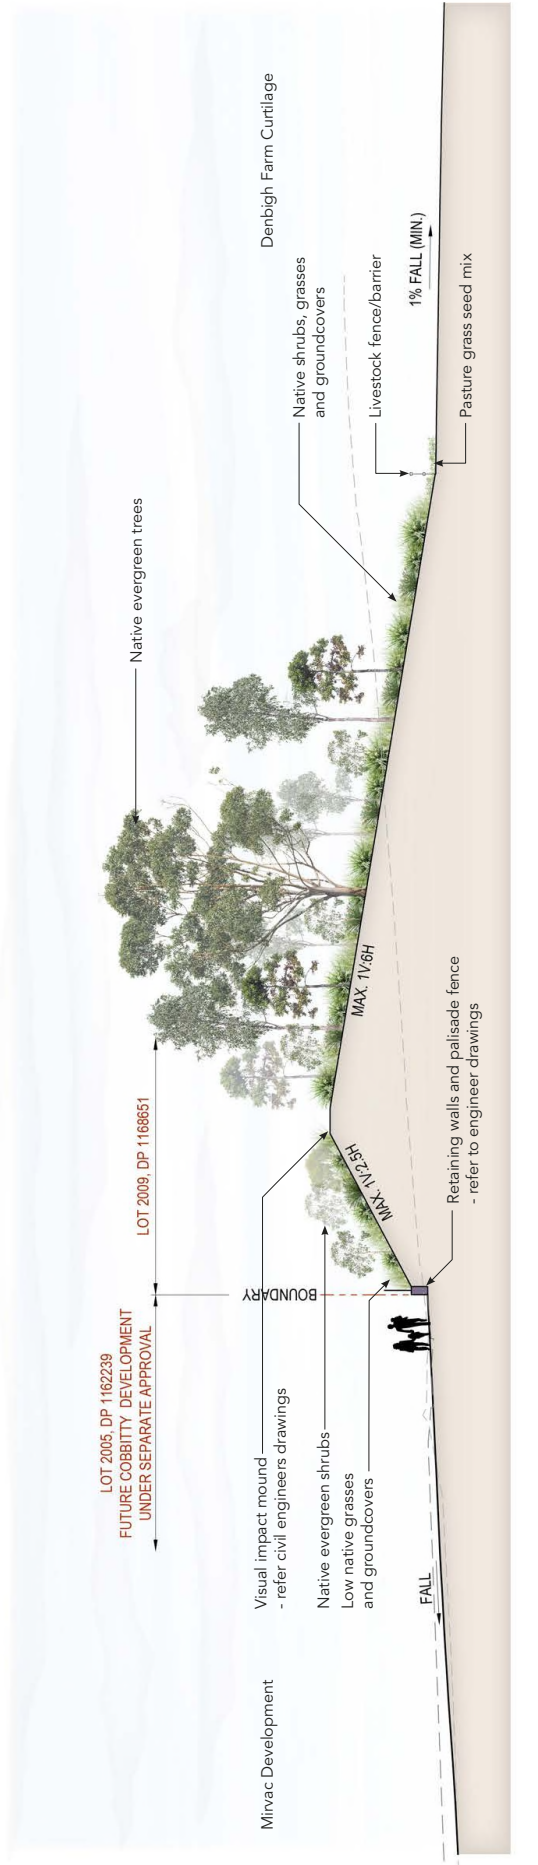 LOT 2005, DP 1162239
FUTURE COBBITTY DEVELOPMENT
UNDER SEPARATE APPROVAL
LOT 2009, DP 1168651
Native evergreen trees
Mirvac Development
Visual impact mound
- refer civil engineers drawings
Native evergreen shrubs
Low native grasses
and groundcovers
BOUNDARY
Native shrubs, grasses
and groundcovers
Denbigh Farm Curtilage
Livestock fence/barrier
1% FALL (MIN.)
Pasture grass seed mix
MAX. 1V:2.5H
MAX. 1V:6H
FALL
Retaining walls and palisade fence
- refer to engineer drawings